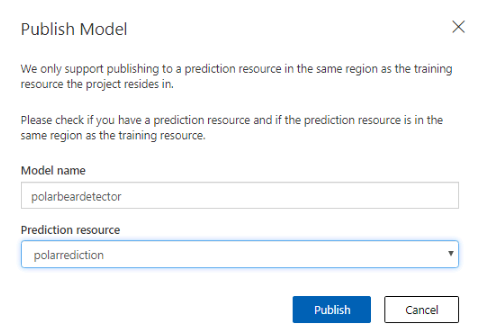 Publish Model
We only support publishing to a prediction resource in the same region as the training
resource the project resides in.
Please check if you have a prediction resource and if the prediction resource is in the
same region as the training resource.
Model name
polarbeardetector
Prediction resource
polarrediction
Publish
Cancel